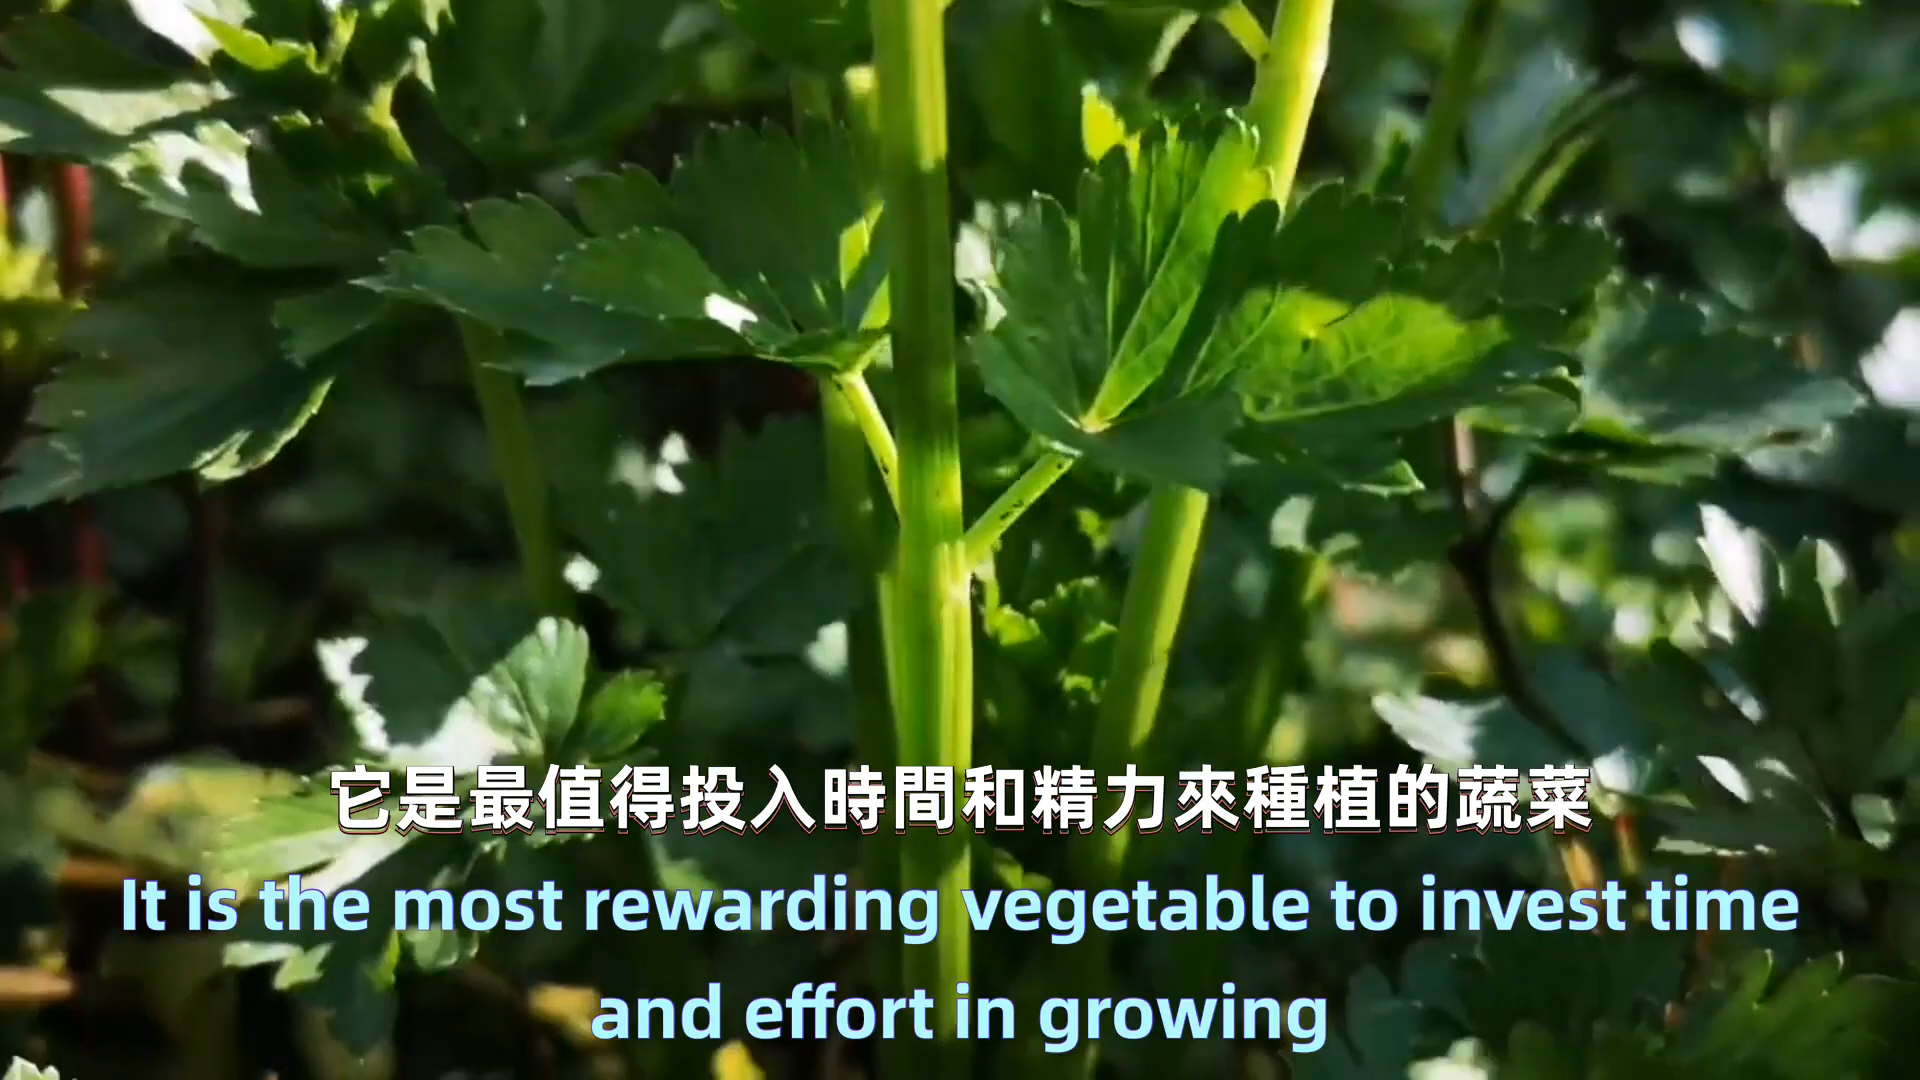 它是最值得投入時間和精力來種植的蔬菜
It is the most rewarding vegetable to invest time
and effort in growing